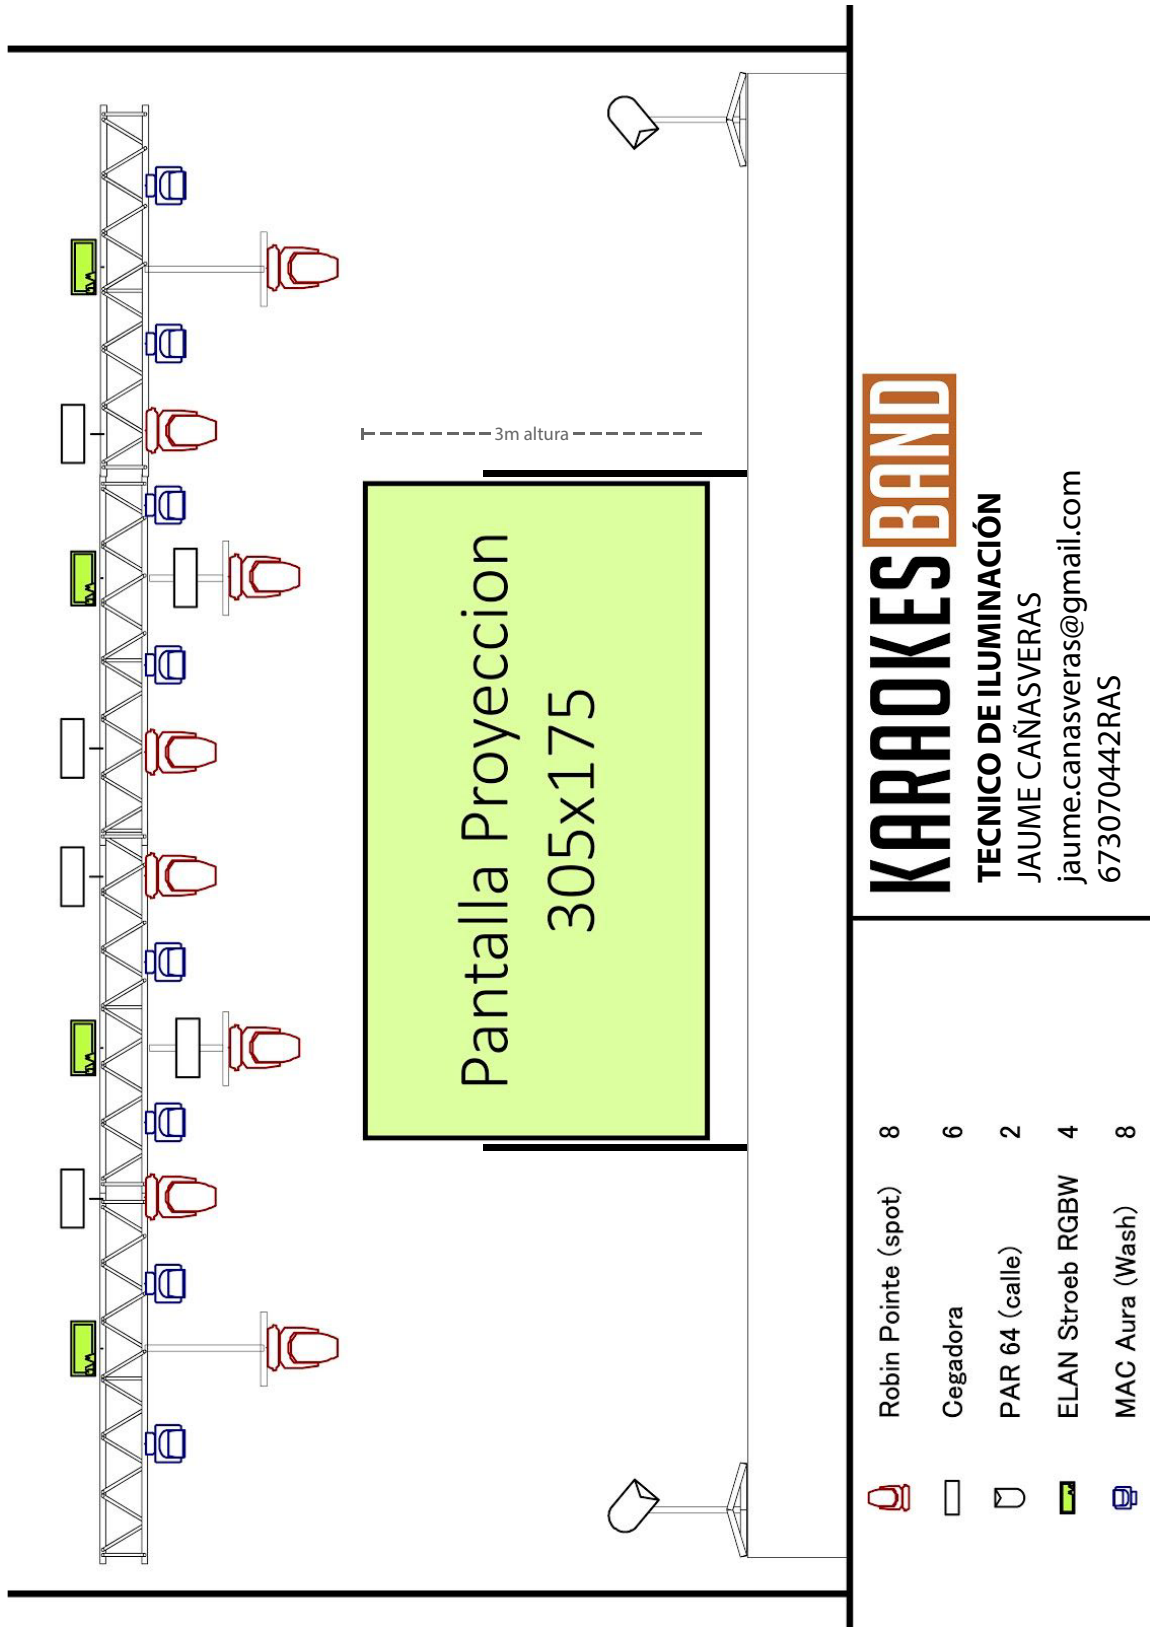 3m altura
Pantalla Proyeccion
305x175
Robin Pointe (spot) 8
Cegadora 6
PAR 64 (calle) 2
ELAN Stroeb RGBW 4
MAC Aura (Wash) 8
KARAOKES BAND
TECNICO DE ILUMINACIÓN
JAUME CAÑASVERAS
jaume.canasveras@gmail.com
673070442RAS